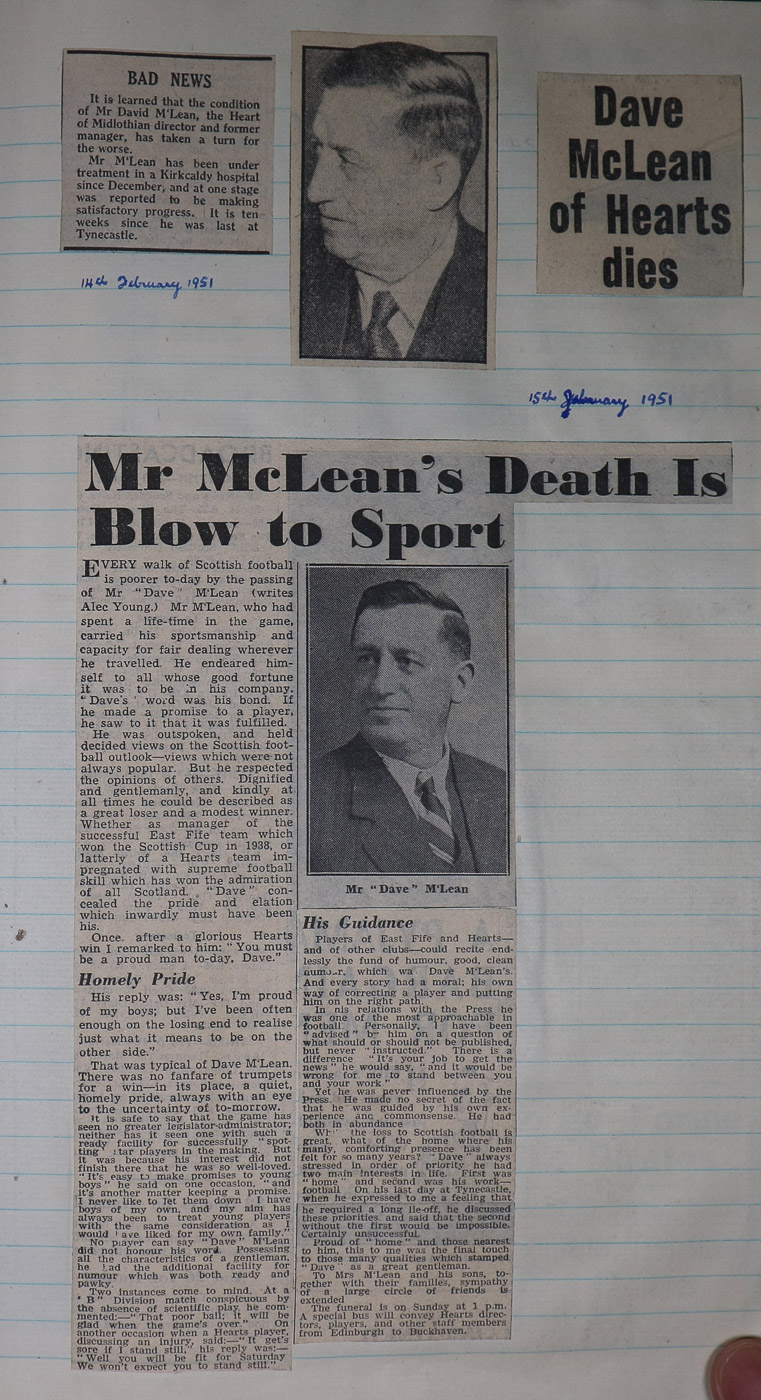 BAD NEWS
It is learned that the condition
of Mr David M'Lean, the Heart
of Midlothian director and former
manager, has taken a turn for
the worse.
Mr M'Lean has been under
treatment in a Kirkcaldy hospital
since December, and at one stage
was reported to be making
satisfactory progress. It is ten
weeks since he was last at
Tynecastle.
14th February 1951
Dave
McLean
of Hearts
dies
15th February 1951
Mr McLean's Death Is
Blow to Sport
EVERY walk of Scottish football
is poorer to-day by the passing
of Mr "Dave" M'Lean (writes
Alec Young.) Mr M'Lean, who had
spent a life-time in the game,
carried his sportsmanship and
capacity for fair dealing wherever
he travelled. He endeared him-
self to all whose good fortune
it was to be in his company.
"Dave's' word was his bond. If
he made a promise to a player,
he saw to it that it was fulfilled.
He was outspoken, and held
decided views on the Scottish foot-
ball outlook—views which were not
always popular. But he respected
the opinions of others. Dignified
and gentlemanly, and kindly at
all times he could be described as
a great loser and a modest winner.
Whether as manager of the
successful East Fife team which
won the Scottish Cup in 1938, or
latterly of a Hearts team im-
pregnated with supreme football
skill which has won the admiration
of all Scotland. "Dave" con-
cealed the pride and elation
which inwardly must have been
his.
Once, after a glorious Hearts
win I remarked to him: "You must
be a proud man to-day, Dave."
Homely Pride
His reply was: "Yes, I'm proud
of my boys; but I've been often
enough on the losing end to realise
just what it means to be on the
other side."
That was typical of Dave M'Lean.
There was no fanfare of trumpets
for a win—in its place, a quiet,
homely pride, always with an eye
to the uncertainty of to-morrow.
It is safe to say that the game has
seen no greater legislator-administrator;
neither has it seen one with such a
ready facility for successfully "spot-
ting" star players in the making. But
it was because his interest did not
finish there that he was so well-loved.
"It's easy to make promises to young
boys" he said on one occasion, "and
it's another matter keeping a promise.
I never like to let them down I have
boys of my own, and my aim has
always been to treat young players
with the same consideration as I
would have for my own family."
No player can say "Dave" M'Lean
did not honour his word. Possessing
all the characteristics of a gentleman,
he had the additional facility for
humour which was both ready and
pawky.
Two instances come to mind. At a
"B" Division match conspicuous by
the absence of scientific play, he com-
mented:—"That poor ball; it will be
glad when the game's over." On
another occasion when a Hearts player,
discussing an injury, said:—"It get's
sore if I stand still," his reply was:—
"Well you will be fit for Saturday
We won't expect you to stand still."
Mr "Dave" M'Lean
His Guidance
Players of East Fife and Hearts—
and of other clubs—could recite end-
lessly the fund of humour, good, clean
humour, which was Dave M'Lean's.
And every story had a moral; his own
way of correcting a player and putting
him on the right path.
In his relations with the Press he
was one of the most approachable in
football Personally, I have been
"advised" by him on a question of
what should or should not be published,
but never "instructed." There is a
difference "It's your job to get the
news" he would say, "and it would be
wrong for me to stand between you
and your work"
Yet he was never influenced by the
Press. He made no secret of the fact
that he was guided by his own ex-
perience and commonsense. He had
both in abundance
the loss to Scottish football is
great, what of the home where his
manly, comforting presence has been
felt for so many years? "Dave" always
stressed in order of priority he had
two main interests in life. First was
"home" and second was his work—
football On his last day at Tynecastle,
when he expressed to me a feeling that
he required a long lie-off, he discussed
these priorities, and said that the second
without the first would be impossible.
Certainly unsuccessful.
Proud of "home" and those nearest
to him, this to me was the final touch
to those many qualities which stamped
"Dave" as a great gentleman.
To Mrs M'Lean and his sons, to-
gether with their families, sympathy
of a large circle of friends is
extended
The funeral is on Sunday at 1 p.m.
A special bus will convey Hearts direc-
tors, players, and other staff members
from Edinburgh to Buckhaven.